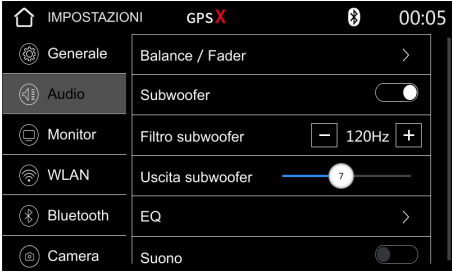 IMPOSTAZIONI GPSX 00:05
Generale
Audio
Monitor
WLAN
Bluetooth
Camera
Balance / Fader
Subwoofer
Filtro subwoofer − 120Hz +
Uscita subwoofer 7
EQ
Suono